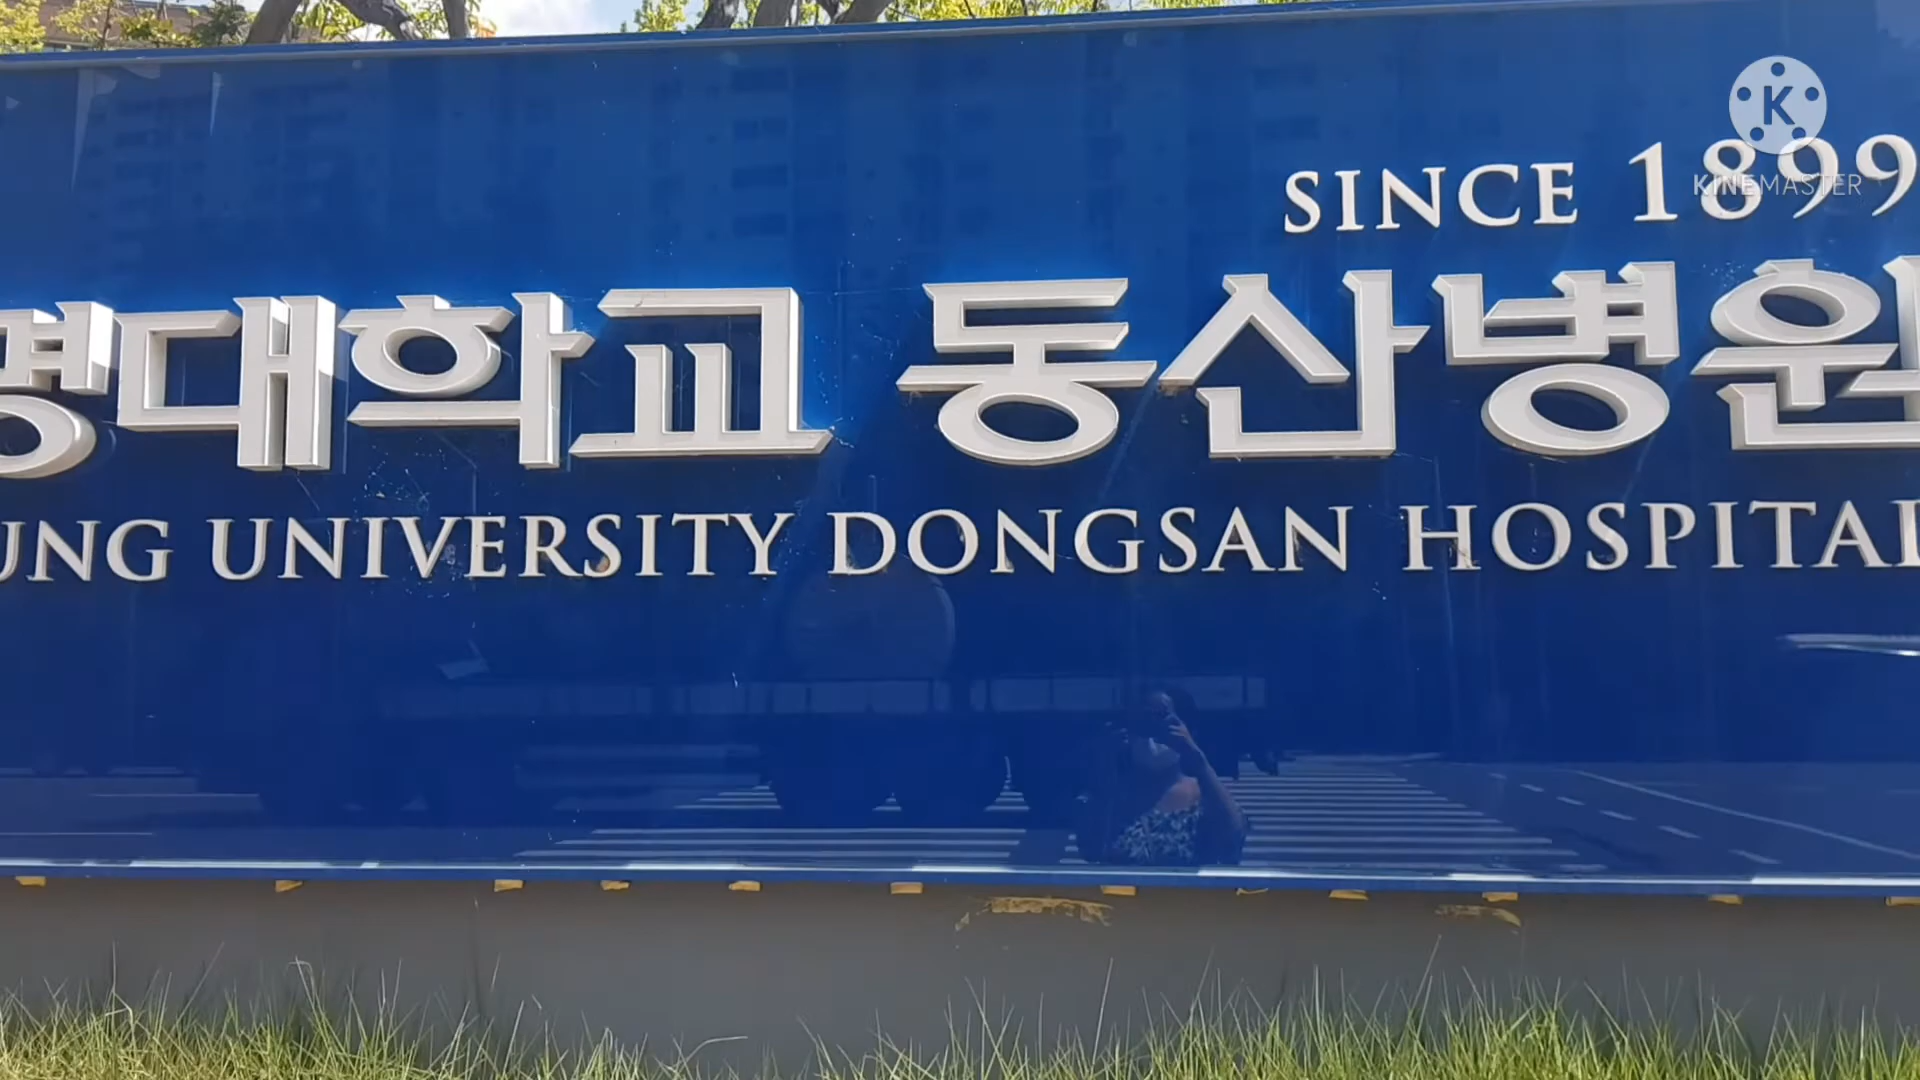 K
KINEMASTER
SINCE 1899
명대학교 동산병원
UNG UNIVERSITY DONGSAN HOSPITAL